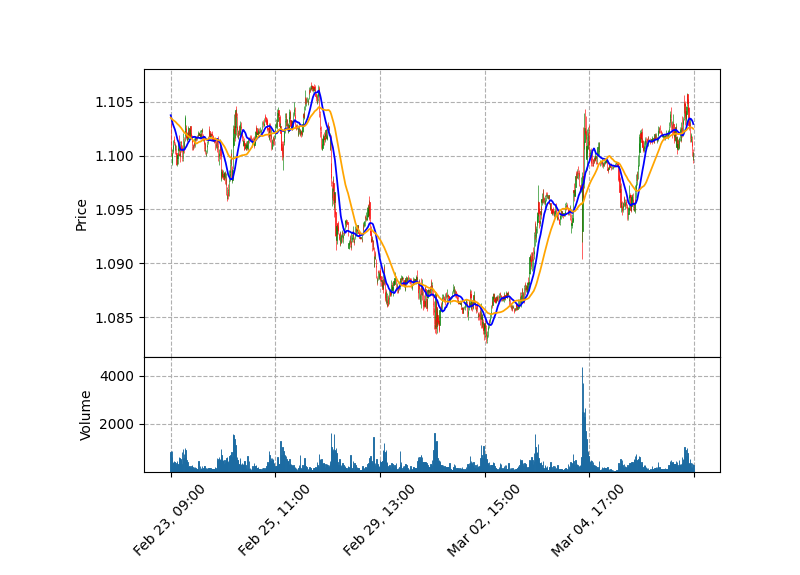 1.105
1.100
1.095
1.090
1.085
Price
4000
2000
Volume
Feb 23, 09:00
Feb 25, 11:00
Feb 29, 13:00
Mar 02, 15:00
Mar 04, 17:00